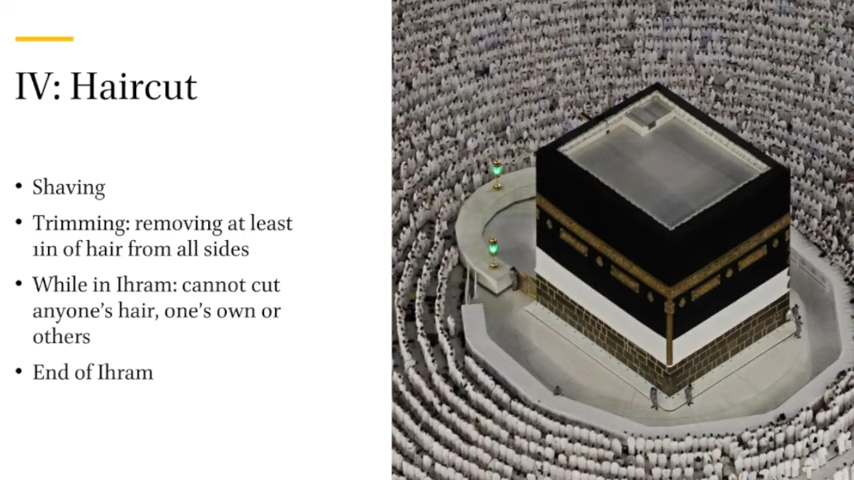 IV: Haircut
• Shaving
• Trimming: removing at least
1in of hair from all sides
• While in Ihram: cannot cut
anyone's hair, one's own or
others
• End of Ihram